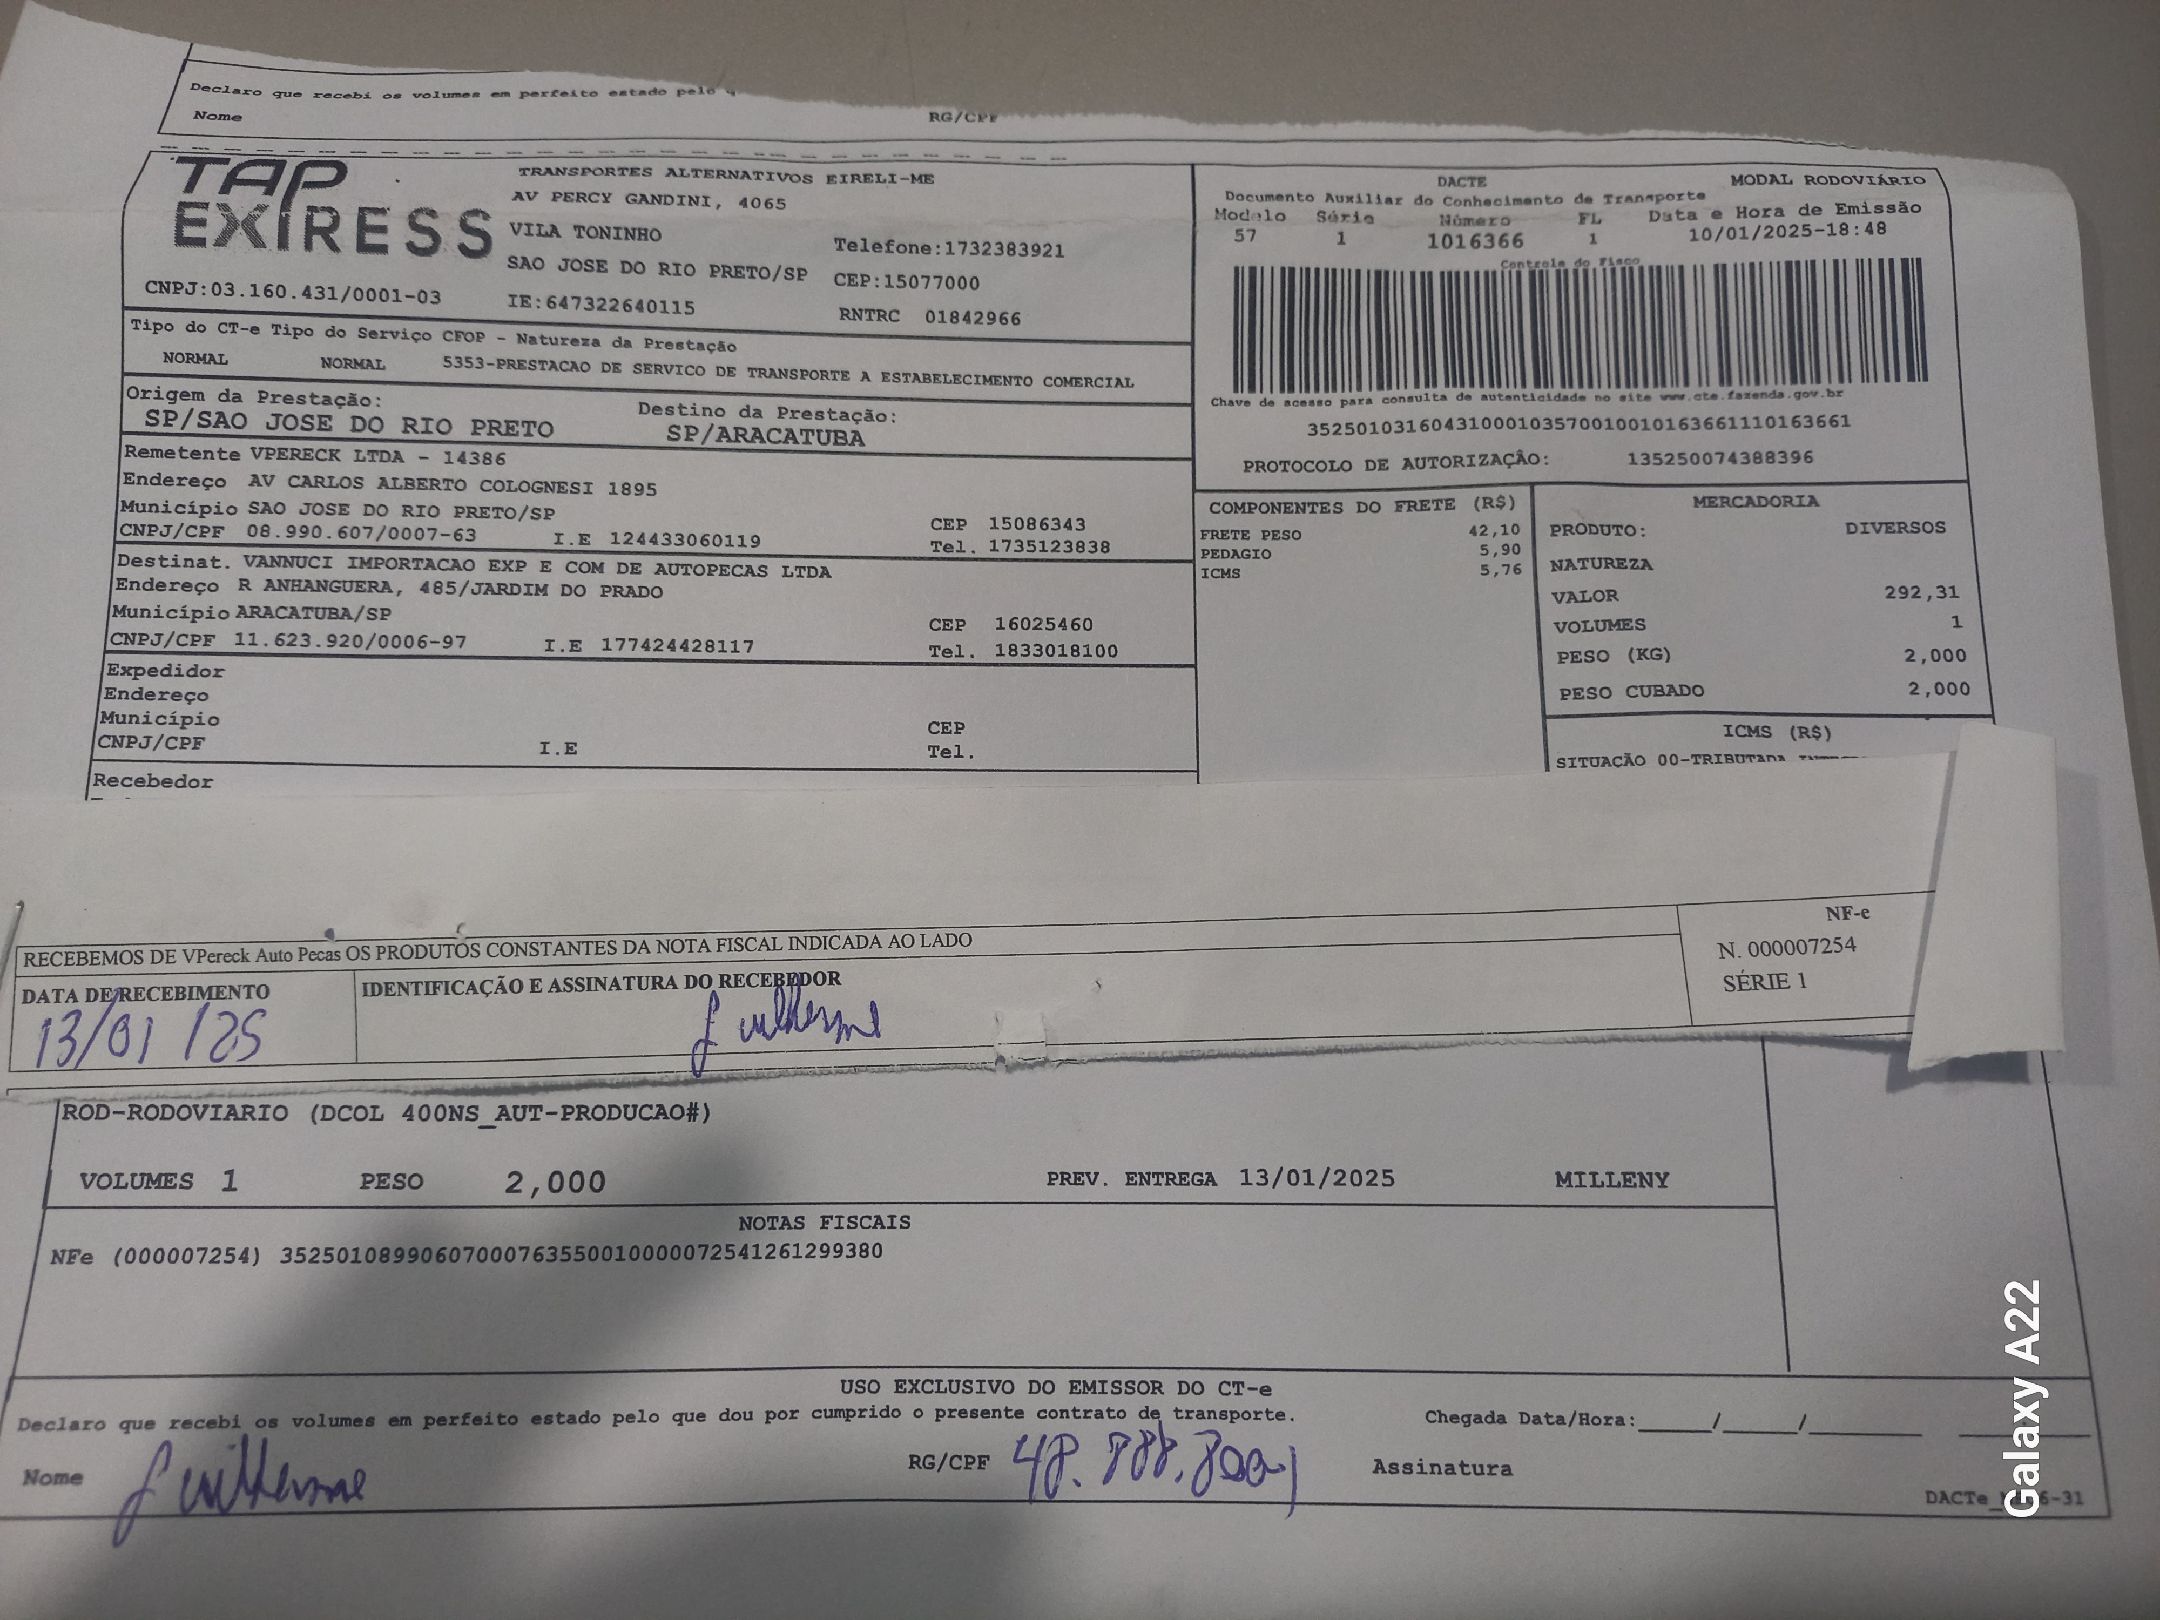 Declaro que recebi os volumes em perfeito estado pelo q
Nome RG/CPF
TAP
EXPRESS
TRANSPORTES ALTERNATIVOS EIRELI-ME
AV PERCY GANDINI, 4065
VILA TONINHO Telefone:1732383921
SAO JOSE DO RIO PRETO/SP CEP:15077000
CNPJ:03.160.431/0001-03 IE:647322640115 RNTRC 01842966
DACTE MODAL RODOVIÁRIO
Documento Auxiliar do Conhecimento de Transporte
Modelo Série Número FL Data e Hora de Emissão
57 1 1016366 1 10/01/2025-18:48
Controle do Fisco
Chave de acesso para consulta de autenticidade no site www.cte.fazenda.gov.br
35250103160431000103570010010163661110163661
PROTOCOLO DE AUTORIZAÇÃO: 135250074388396
Tipo do CT-e Tipo do Serviço CFOP - Natureza da Prestação
NORMAL NORMAL 5353-PRESTACAO DE SERVICO DE TRANSPORTE A ESTABELECIMENTO COMERCIAL
Origem da Prestação: Destino da Prestação:
SP/SAO JOSE DO RIO PRETO SP/ARACATUBA
Remetente VPERECK LTDA - 14386
Endereço AV CARLOS ALBERTO COLOGNESI 1895
Município SAO JOSE DO RIO PRETO/SP CEP 15086343
CNPJ/CPF 08.990.607/0007-63 I.E 124433060119 Tel. 1735123838
Destinat. VANNUCI IMPORTACAO EXP E COM DE AUTOPECAS LTDA
Endereço R ANHANGUERA, 485/JARDIM DO PRADO
Município ARACATUBA/SP CEP 16025460
CNPJ/CPF 11.623.920/0006-97 I.E 177424428117 Tel. 1833018100
Expedidor
Endereço
Município CEP
CNPJ/CPF I.E Tel.
Recebedor
COMPONENTES DO FRETE (R$)
FRETE PESO 42,10
PEDAGIO 5,90
ICMS 5,76
MERCADORIA
PRODUTO: DIVERSOS
NATUREZA
VALOR 292,31
VOLUMES 1
PESO (KG) 2,000
PESO CUBADO 2,000
ICMS (R$)
SITUAÇÃO 00-TRIBUTADA
RECEBEMOS DE VPereck Auto Pecas OS PRODUTOS CONSTANTES DA NOTA FISCAL INDICADA AO LADO
DATA DE RECEBIMENTO IDENTIFICAÇÃO E ASSINATURA DO RECEBEDOR
13/01/25 Guilherme
NF-e
N. 000007254
SÉRIE 1
ROD-RODOVIARIO (DCOL 400NS_AUT-PRODUCAO#)
VOLUMES 1 PESO 2,000 PREV. ENTREGA 13/01/2025 MILLENY
NOTAS FISCAIS
NFe (000007254) 35250108990607000763550010000072541261299380
USO EXCLUSIVO DO EMISSOR DO CT-e
Declaro que recebi os volumes em perfeito estado pelo que dou por cumprido o presente contrato de transporte. Chegada Data/Hora:_____/_____/_______ ______
Nome Guilherme RG/CPF Assinatura
Galaxy A22